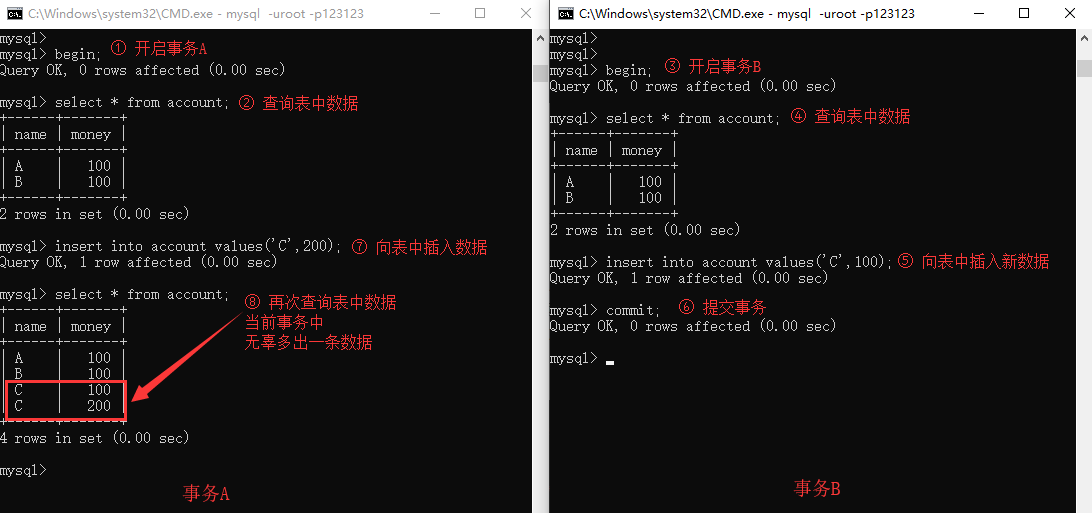 C:\Windows\system32\CMD.exe - mysql -uroot -p123123
mysql>
mysql> begin; ① 开启事务A
Query OK, 0 rows affected (0.00 sec)
mysql> select * from account; ② 查询表中数据
+------+-------+
| name | money |
+------+-------+
| A    |   100 |
| B    |   100 |
+------+-------+
2 rows in set (0.00 sec)
mysql> insert into account values('C',200); ⑦ 向表中插入数据
Query OK, 1 row affected (0.00 sec)
mysql> select * from account;
⑧ 再次查询表中数据
当前事务中
无辜多出一条数据
+------+-------+
| name | money |
+------+-------+
| A    |   100 |
| B    |   100 |
| C    |   100 |
| C    |   200 |
+------+-------+
4 rows in set (0.00 sec)
mysql>
事务A
C:\Windows\system32\CMD.exe - mysql -uroot -p123123
mysql>
mysql>
mysql> begin; ③ 开启事务B
Query OK, 0 rows affected (0.00 sec)
mysql> select * from account; ④ 查询表中数据
+------+-------+
| name | money |
+------+-------+
| A    |   100 |
| B    |   100 |
+------+-------+
2 rows in set (0.00 sec)
mysql> insert into account values('C',100); ⑤ 向表中插入新数据
Query OK, 1 row affected (0.00 sec)
mysql> commit; ⑥ 提交事务
Query OK, 0 rows affected (0.00 sec)
mysql>
事务B